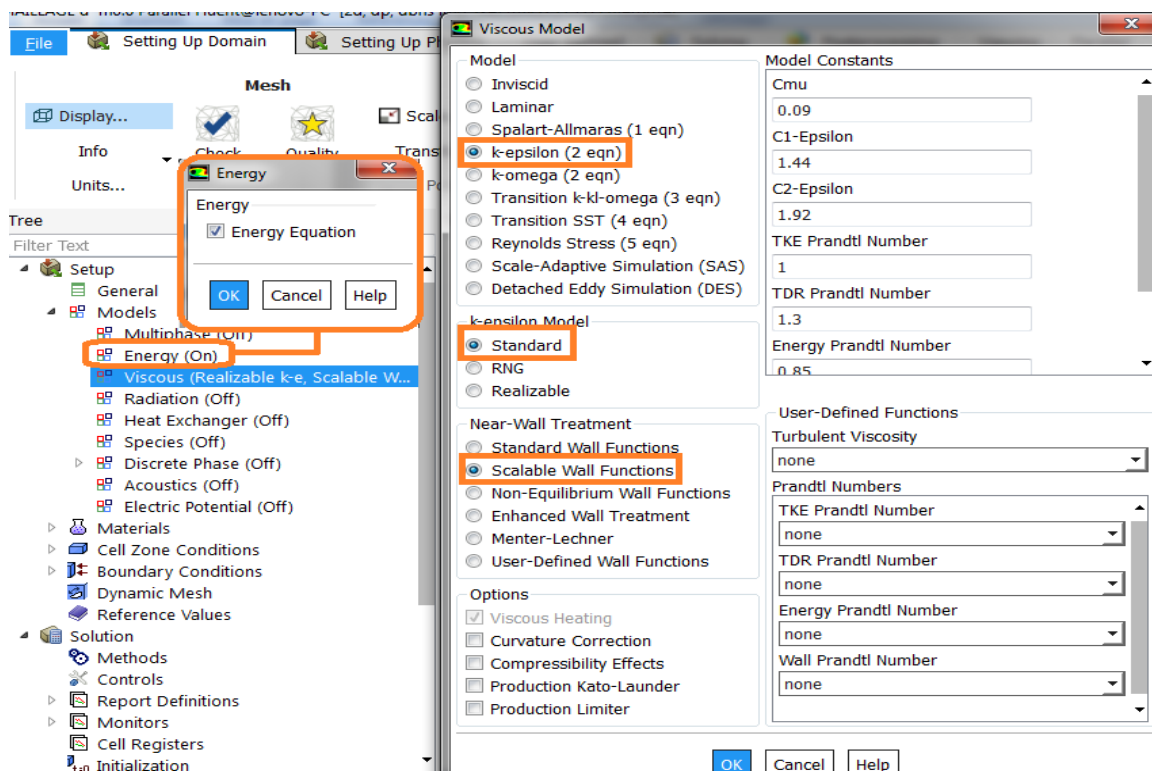 File
Setting Up Domain
Mesh
Display...
Info
Units...
Check
Quality
Energy
Energy
Energy Equation
OK
Cancel
Help
Tree
Filter Text
Setup
General
Models
Multiphase (Off)
Energy (On)
Viscous (Realizable k-e, Scalable W...
Radiation (Off)
Heat Exchanger (Off)
Species (Off)
Discrete Phase (Off)
Acoustics (Off)
Electric Potential (Off)
Materials
Cell Zone Conditions
Boundary Conditions
Dynamic Mesh
Reference Values
Solution
Methods
Controls
Report Definitions
Monitors
Cell Registers
Initialization
Viscous Model
Model
Inviscid
Laminar
Spalart-Allmaras (1 eqn)
k-epsilon (2 eqn)
k-omega (2 eqn)
Transition k-kl-omega (3 eqn)
Transition SST (4 eqn)
Reynolds Stress (5 eqn)
Scale-Adaptive Simulation (SAS)
Detached Eddy Simulation (DES)
k-epsilon Model
Standard
RNG
Realizable
Near-Wall Treatment
Standard Wall Functions
Scalable Wall Functions
Non-Equilibrium Wall Functions
Enhanced Wall Treatment
Menter-Lechner
User-Defined Wall Functions
Options
Viscous Heating
Curvature Correction
Compressibility Effects
Production Kato-Launder
Production Limiter
Model Constants
Cmu
0.09
C1-Epsilon
1.44
C2-Epsilon
1.92
TKE Prandtl Number
1
TDR Prandtl Number
1.3
Energy Prandtl Number
0.85
User-Defined Functions
Turbulent Viscosity
none
Prandtl Numbers
TKE Prandtl Number
none
TDR Prandtl Number
none
Energy Prandtl Number
none
Wall Prandtl Number
none
OK
Cancel
Help